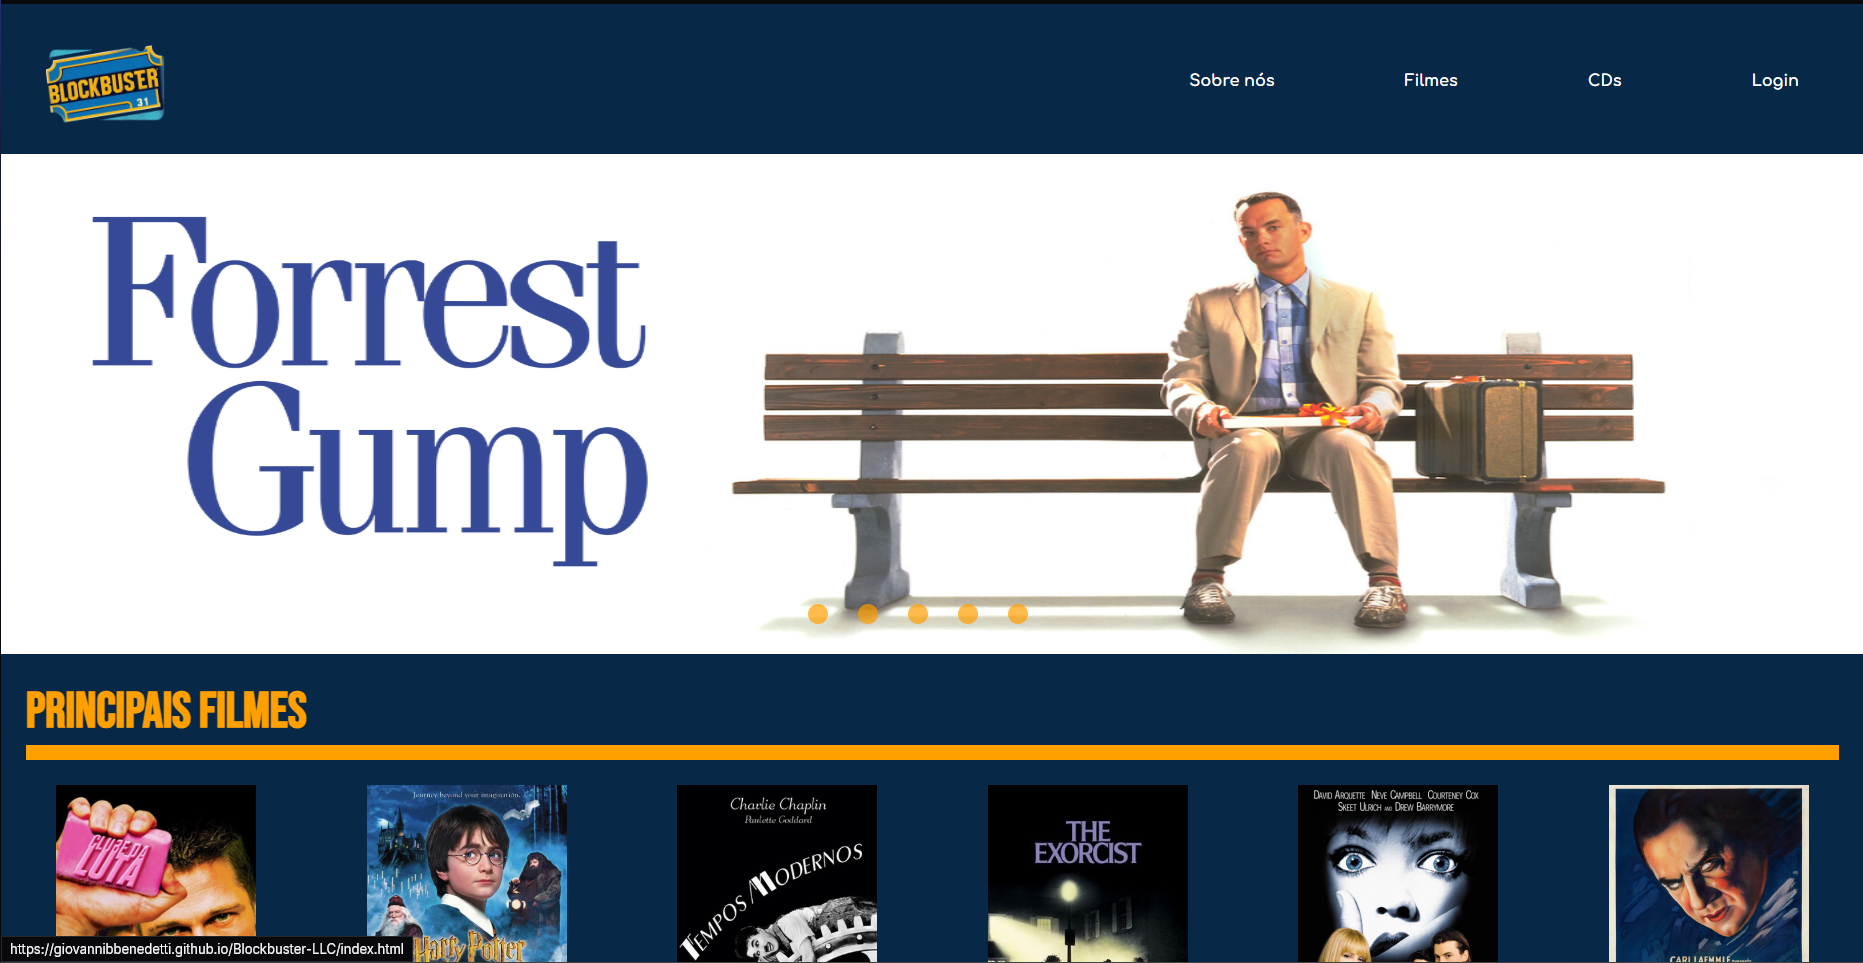 BLOCKBUSTER
31
Sobre nós
Filmes
CDs
Login
Forrest
Gump
PRINCIPAIS FILMES
CLUBE DA
LUTA
Journey beyond your imagination.
Harry Potter
Charlie Chaplin
Paulette Goddard
TEMPOS MODERNOS
THE
EXORCIST
DAVID ARQUETTE NEVE CAMPBELL COURTENEY COX
SKEET ULRICH AND DREW BARRYMORE
CARL LAEMMLE
https://giovannibbenedetti.github.io/Blockbuster-LLC/index.html